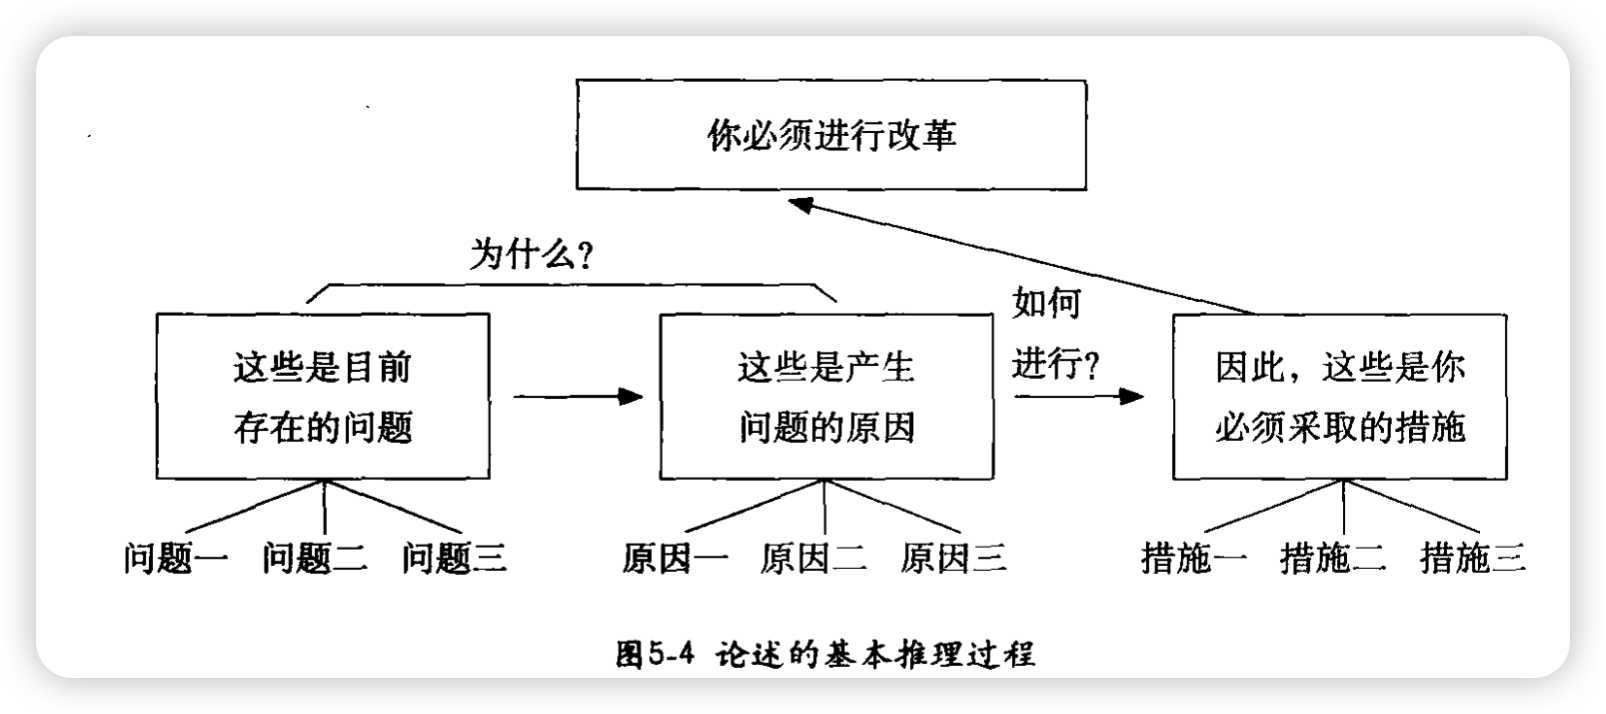 你必须进行改革
为什么?
如何
进行?
这些是目前
存在的问题
这些是产生
问题的原因
因此，这些是你
必须采取的措施
问题一 问题二 问题三
原因一 原因二 原因三
措施一 措施二 措施三
图5-4 论述的基本推理过程